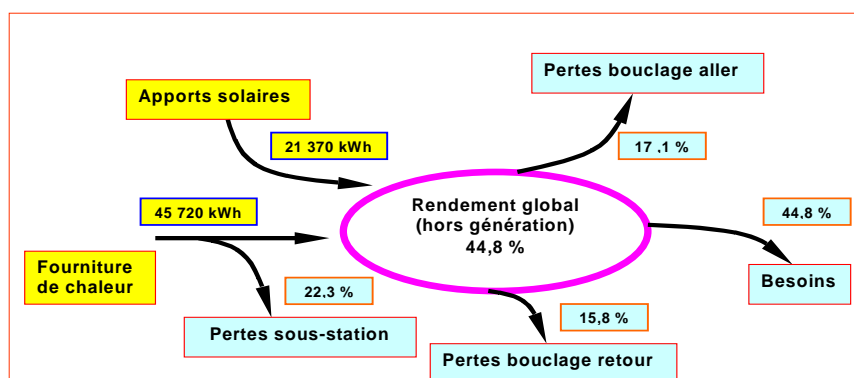 Pertes bouclage aller
Apports solaires
21 370 kWh
17 ,1 %
Rendement global
(hors génération)
44,8 %
45 720 kWh
44,8 %
Fourniture
de chaleur
22,3 %
Besoins
15,8 %
Pertes sous-station
Pertes bouclage retour